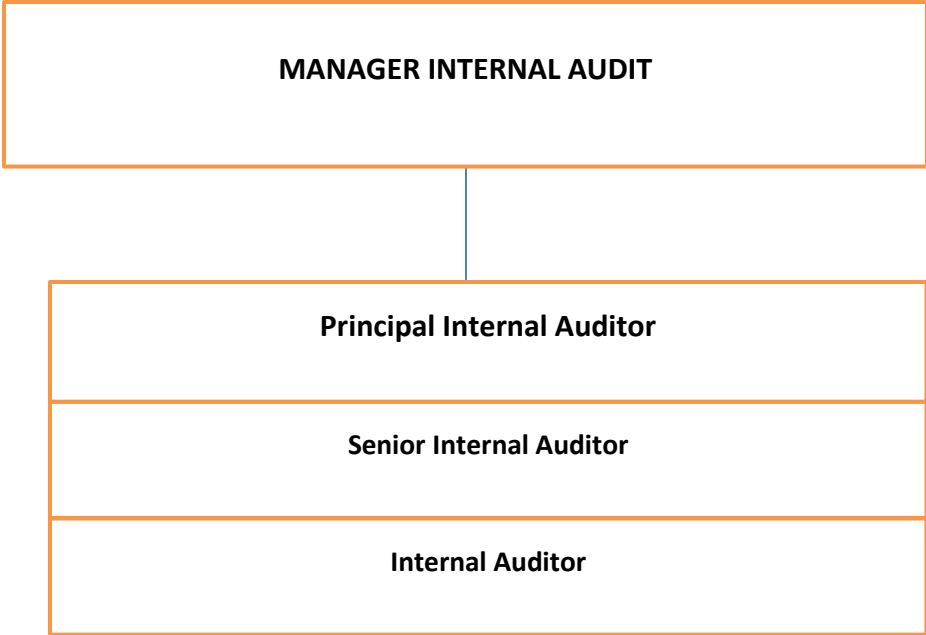 MANAGER INTERNAL AUDIT
Principal Internal Auditor
Senior Internal Auditor
Internal Auditor